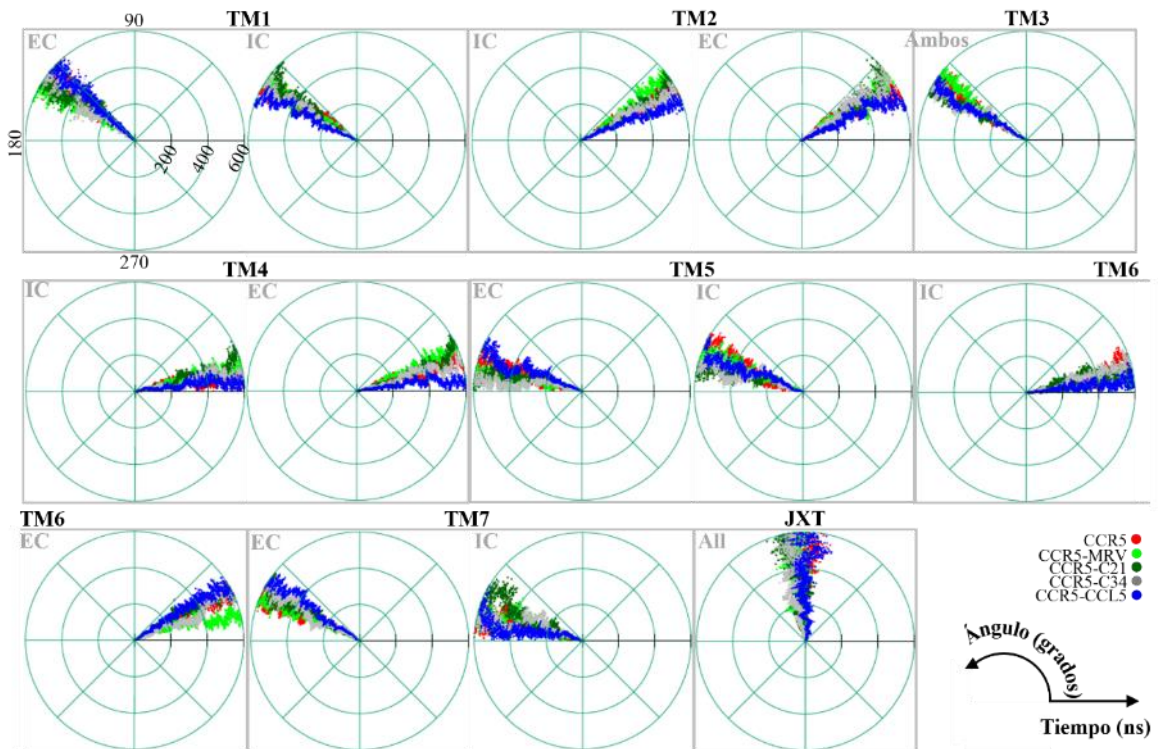 90
TM1
TM2
TM3
EC
IC
IC
EC
Ambos
180
200
400
600
270
TM4
TM5
TM6
IC
EC
EC
IC
IC
TM6
TM7
JXT
EC
EC
IC
All
CCR5
CCR5-MRV
CCR5-C21
CCR5-C34
CCR5-CCL5
Ángulo (grados)
Tiempo (ns)